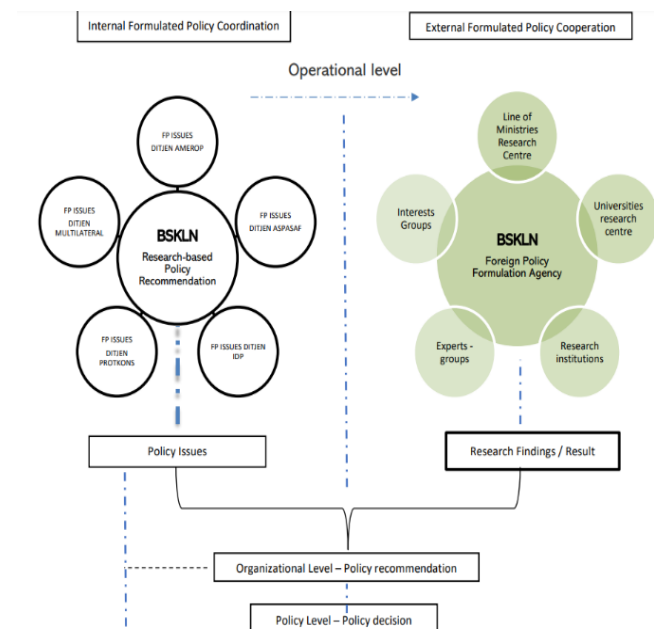 Internal Formulated Policy Coordination
External Formulated Policy Cooperation
Operational level
FP ISSUES
DITJEN AMEROP
FP ISSUES
DITJEN MULTILATERAL
FP ISSUES
DITJEN ASPASAF
BSKLN
Research-based
Policy
Recommendation
FP ISSUES
DITJEN
PROTKONS
FP ISSUES DITJEN
IDP
Line of
Ministries
Research
Centre
Interests
Groups
Universities
research
centre
BSKLN
Foreign Policy
Formulation Agency
Experts -
groups
Research
institutions
Policy Issues
Research Findings / Result
Organizational Level – Policy recommendation
Policy Level – Policy decision